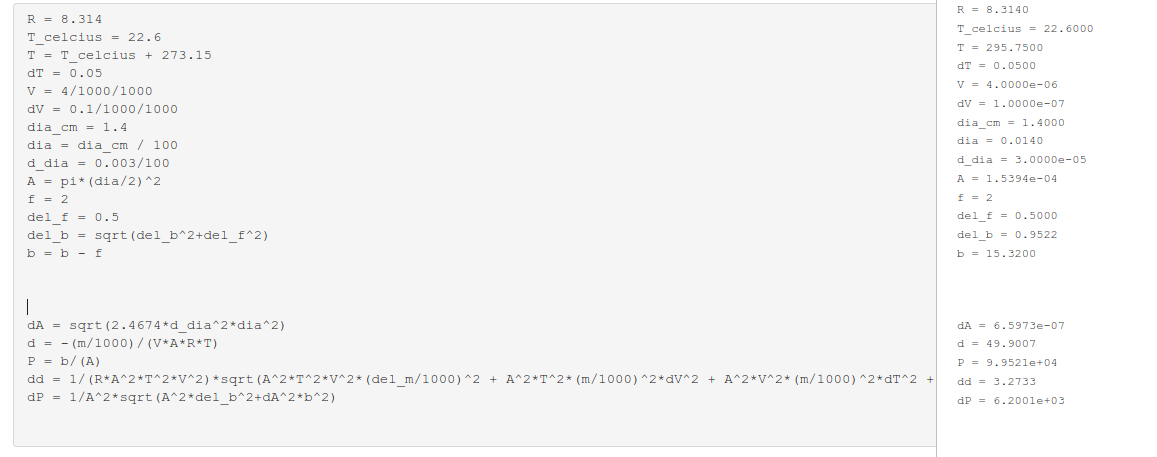 R = 8.314
T_celcius = 22.6
T = T_celcius + 273.15
dT = 0.05
V = 4/1000/1000
dV = 0.1/1000/1000
dia_cm = 1.4
dia = dia_cm / 100
d_dia = 0.003/100
A = pi*(dia/2)^2
f = 2
del_f = 0.5
del_b = sqrt(del_b^2+del_f^2)
b = b - f
dA = sqrt(2.4674*d_dia^2*dia^2)
d = -(m/1000)/(V*A*R*T)
P = b/(A)
dd = 1/(R*A^2*T^2*V^2)*sqrt(A^2*T^2*V^2*(del_m/1000)^2 + A^2*T^2*(m/1000)^2*dV^2 + A^2*V^2*(m/1000)^2*dT^2 +
dP = 1/A^2*sqrt(A^2*del_b^2+dA^2*b^2)
R = 8.3140
T_celcius = 22.6000
T = 295.7500
dT = 0.0500
V = 4.0000e-06
dV = 1.0000e-07
dia_cm = 1.4000
dia = 0.0140
d_dia = 3.0000e-05
A = 1.5394e-04
f = 2
del_f = 0.5000
del_b = 0.9522
b = 15.3200
dA = 6.5973e-07
d = 49.9007
P = 9.9521e+04
dd = 3.2733
dP = 6.2001e+03